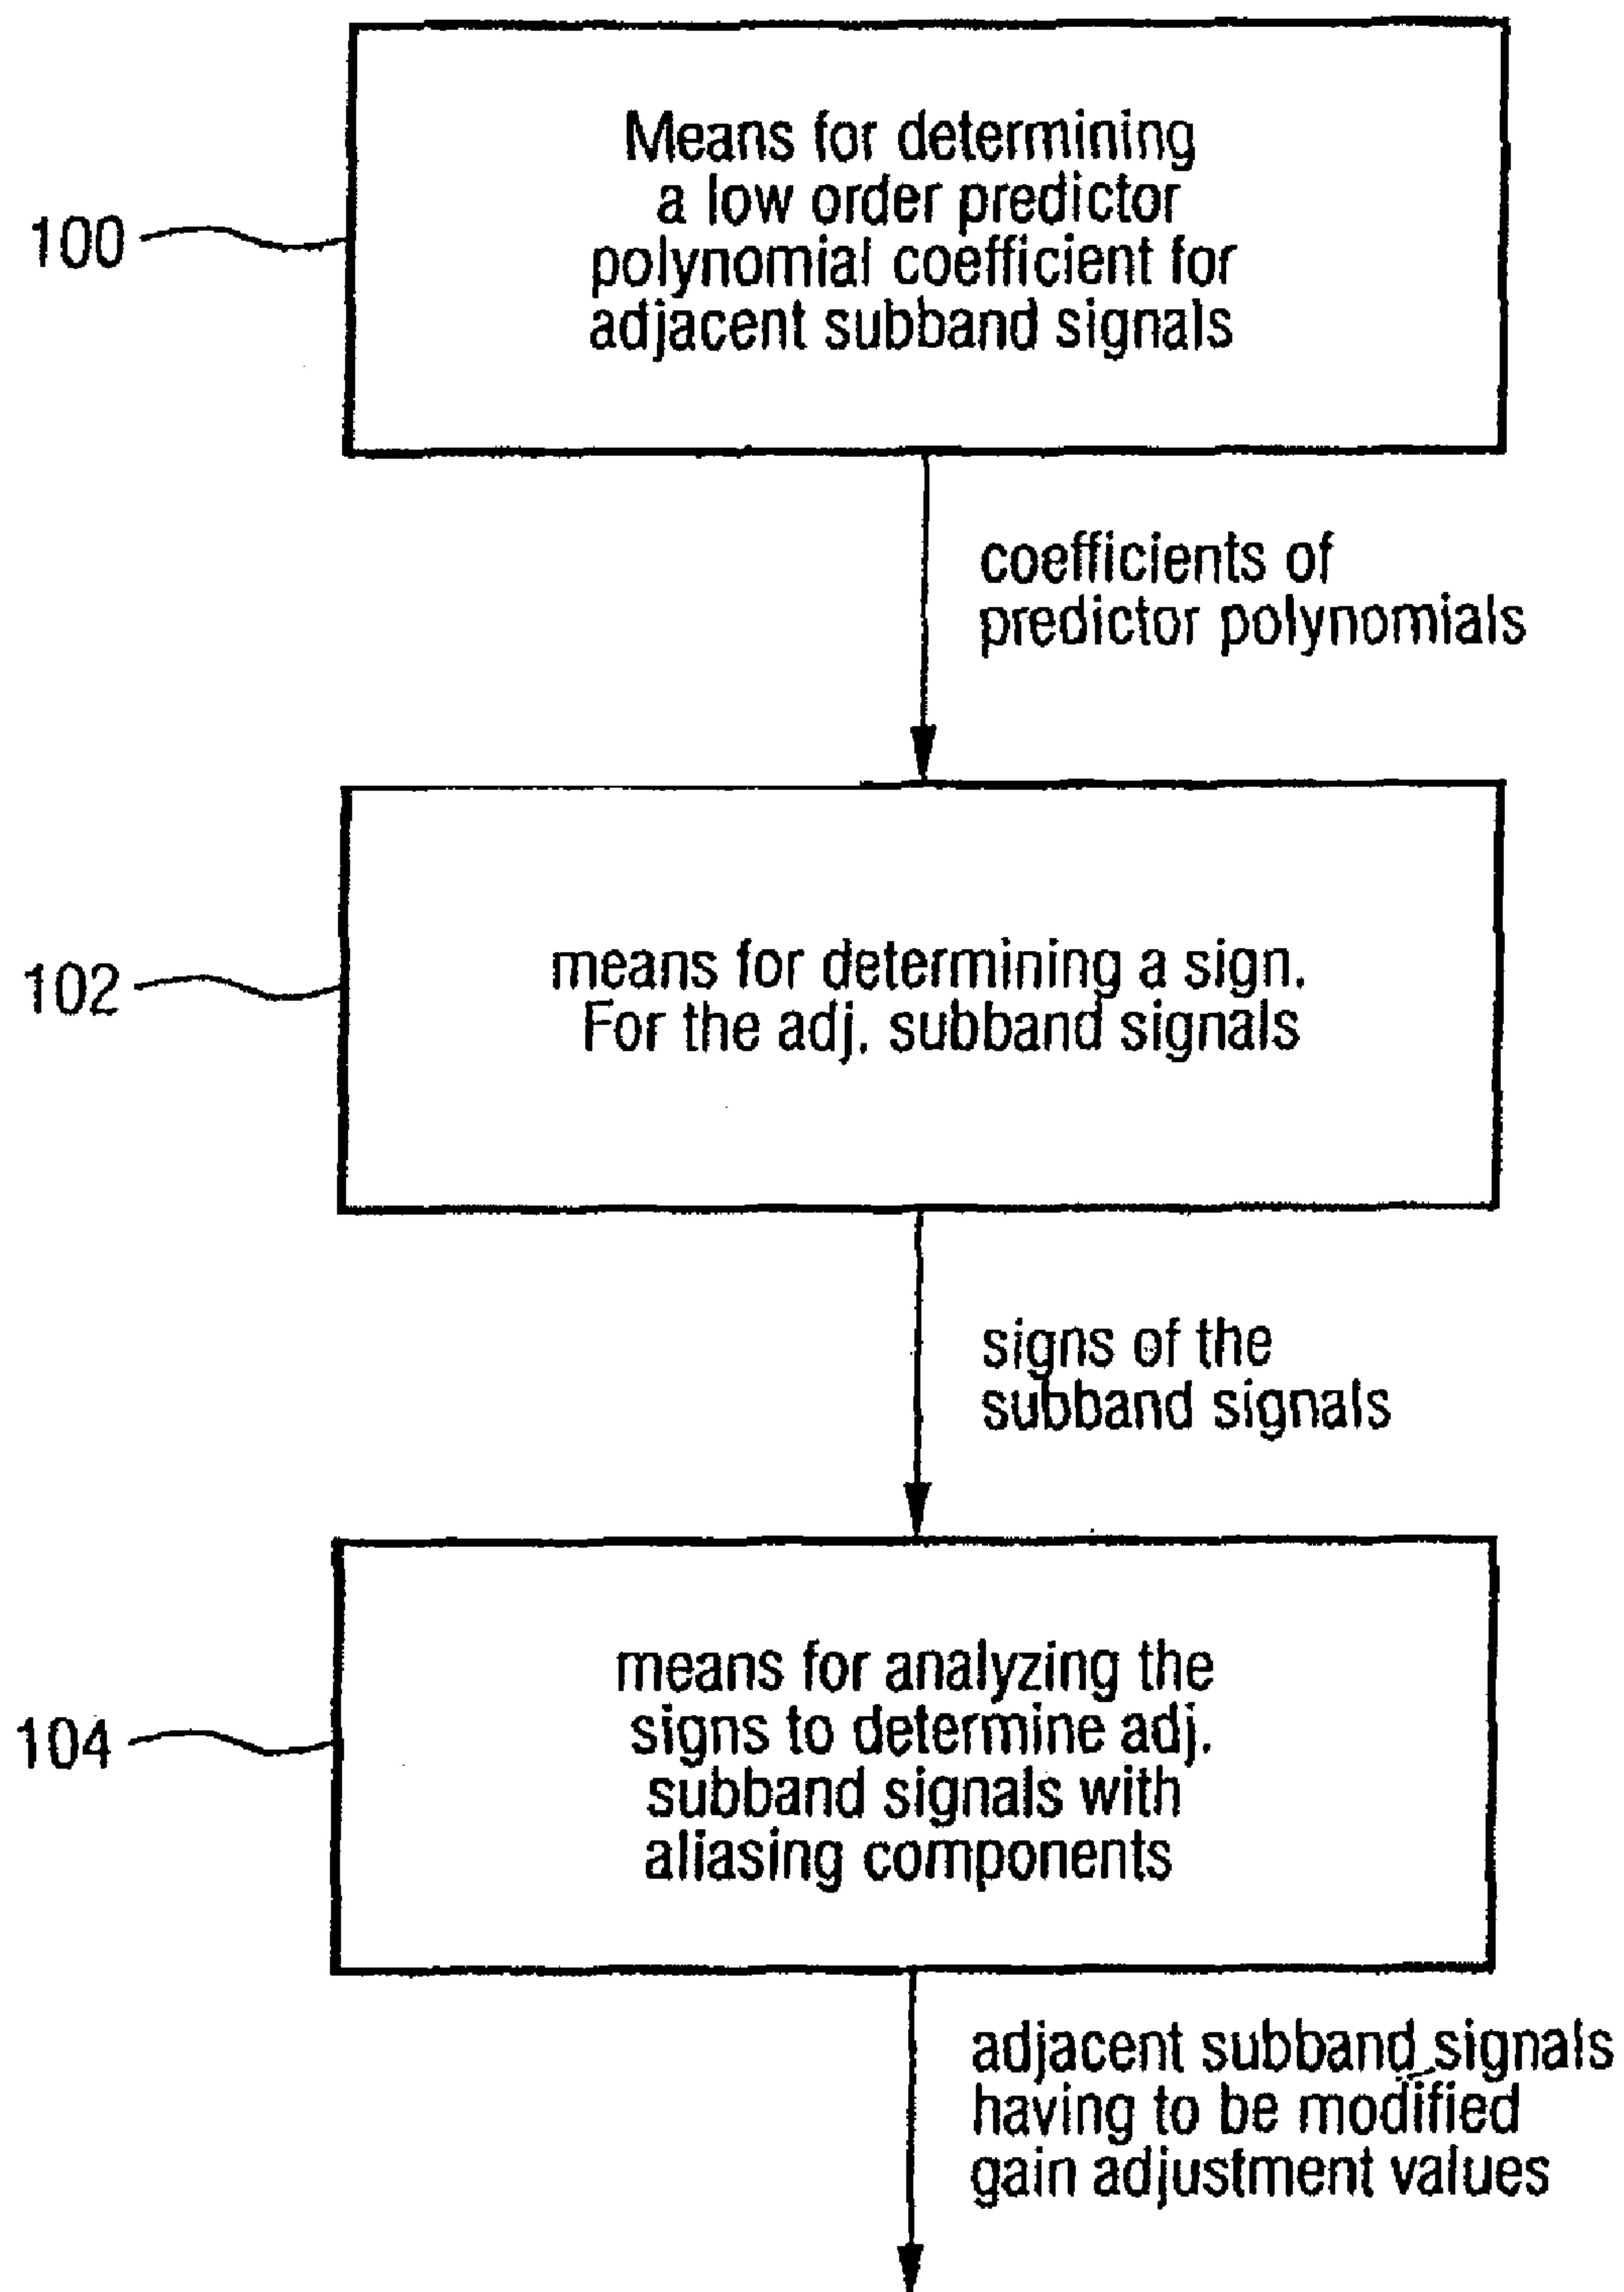 Means for determining
a low order predictor
polynomial coefficient for
adjacent subband signals
100
coefficients of
predictor polynomials
means for determining a sign.
For the adj. subband signals
102
signs of the
subband signals
means for analyzing the
signs to determine adj.
subband signals with
aliasing components
104
adjacent subband signals
having to be modified
gain adjustment values